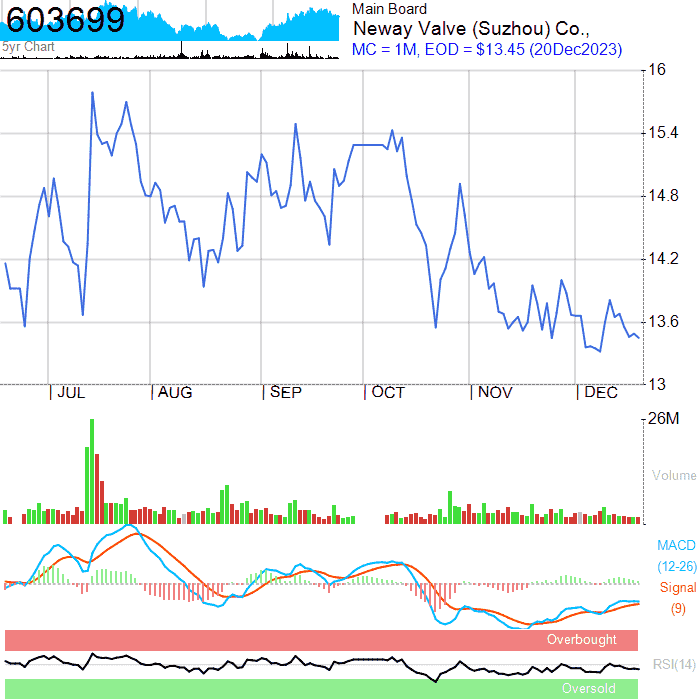 603699
5yr Chart
Main Board
Neway Valve (Suzhou) Co.,
MC = 1M, EOD = $13.45 (20Dec2023)
16
15.4
14.8
14.2
13.6
13
JUL AUG SEP OCT NOV DEC
26M
Volume
MACD
(12-26)
Signal
(9)
Overbought
RSI(14)
Oversold